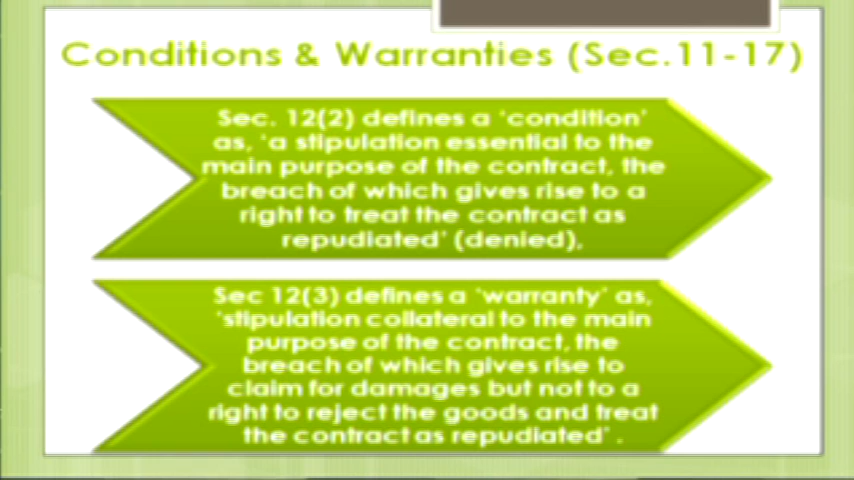 Conditions & Warranties (Sec.11-17)
Sec. 12(2) defines a ‘condition’
as, ‘a stipulation essential to the
main purpose of the contract, the
breach of which gives rise to a
right to treat the contract as
repudiated’ (denied),
Sec 12(3) defines a ‘warranty’ as,
‘stipulation collateral to the main
purpose of the contract, the
breach of which gives rise to
claim for damages but not to a
right to reject the goods and treat
the contract as repudiated’ .